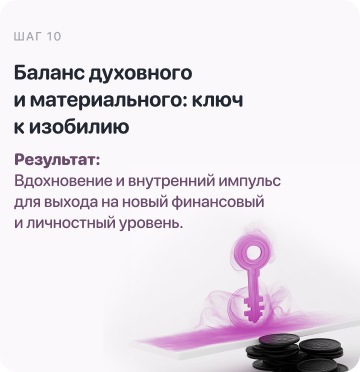 ШАГ 10
Баланс духовного
и материального: ключ
к изобилию
Результат:
Вдохновение и внутренний импульс
для выхода на новый финансовый
и личностный уровень.